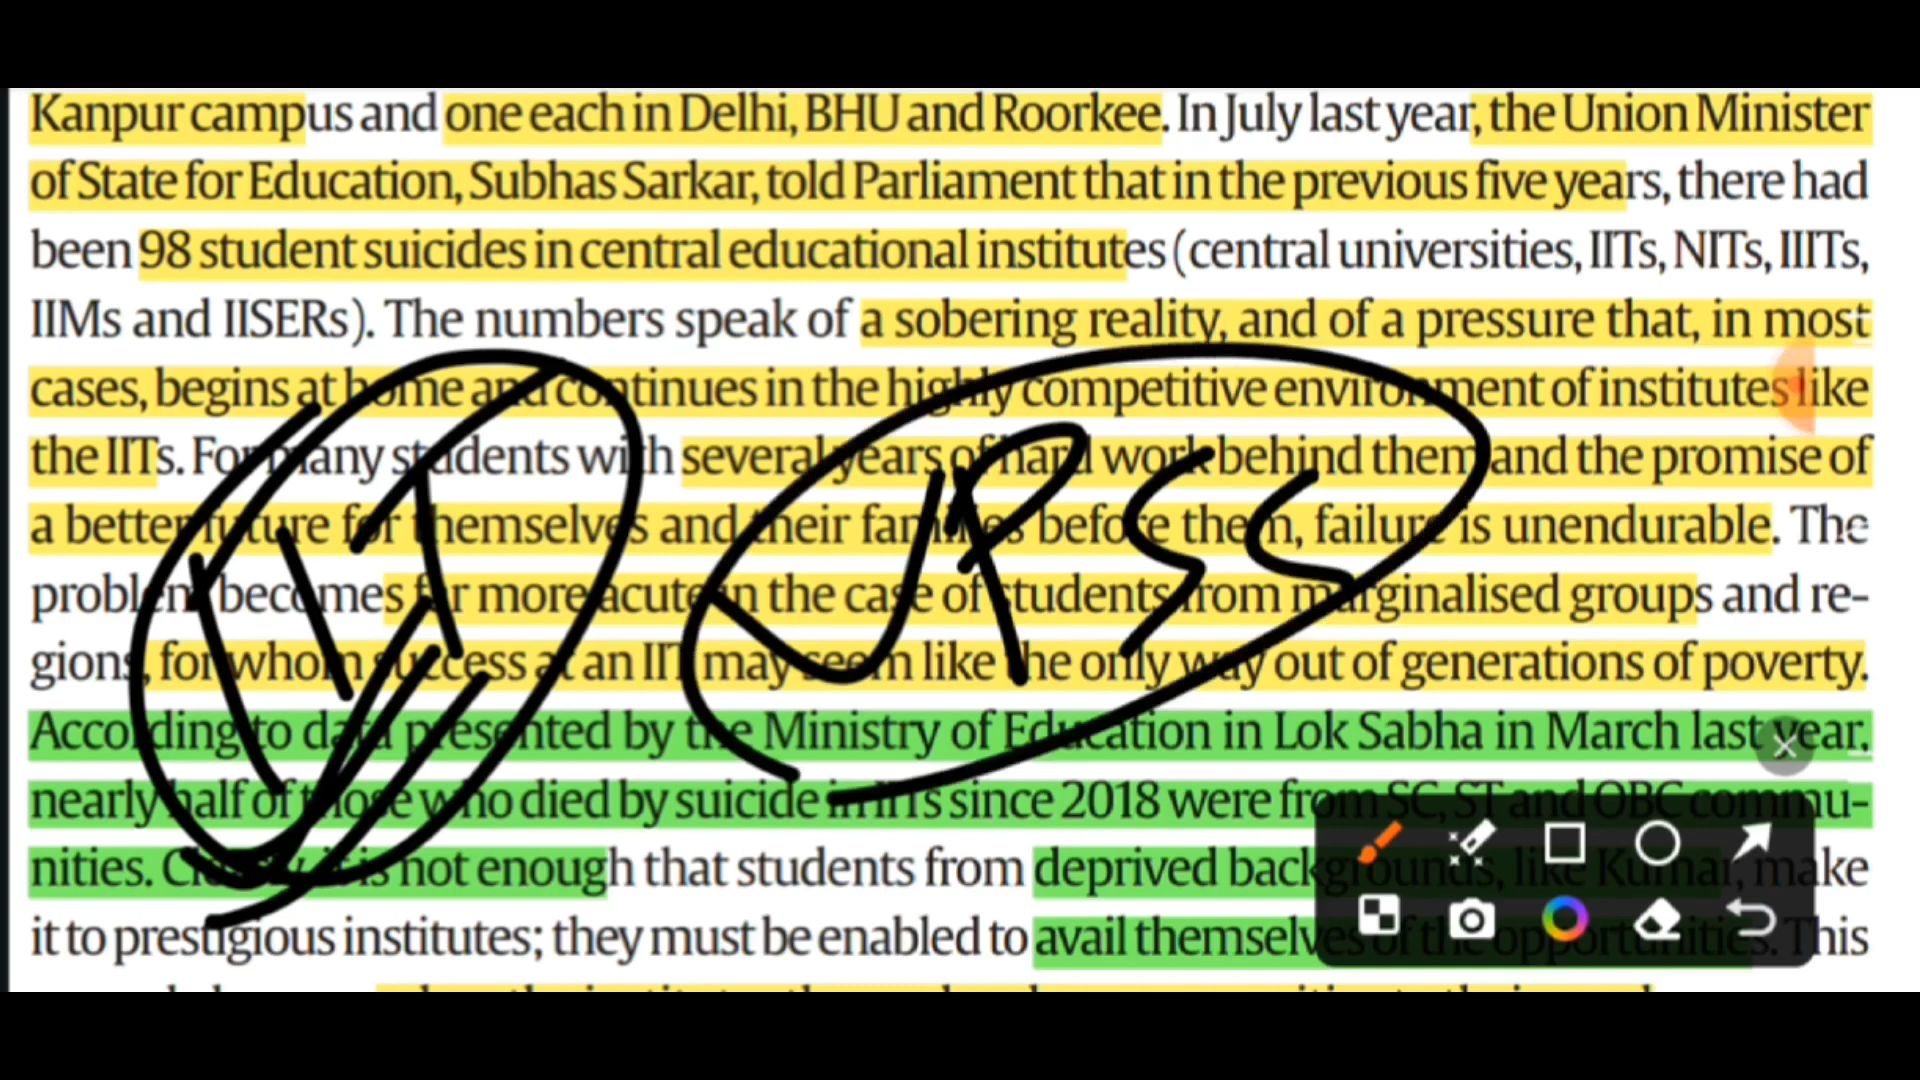 Kanpur campus and one each in Delhi, BHU and Roorkee. In July last year, the Union Minister
of State for Education, Subhas Sarkar, told Parliament that in the previous five years, there had
been 98 student suicides in central educational institutes (central universities, IITs, NITs, IIITs,
IIMs and IISERs). The numbers speak of a sobering reality, and of a pressure that, in most
cases, begins at home and continues in the highly competitive environment of institutes like
the IITs. For many students with several years of hard work behind them and the promise of
a better future for themselves and their families before them, failure is unendurable. The
problem becomes far more acute in the case of students from marginalised groups and re-
gions, for whom success at an IIT may seem like the only way out of generations of poverty.
According to data presented by the Ministry of Education in Lok Sabha in March last year,
nearly half of those who died by suicide in IITs since 2018 were from SC, ST and OBC commu-
nities. Clearly, it is not enough that students from deprived backgrounds, like Kumar, make
it to prestigious institutes; they must be enabled to avail themselves of the opportunities. This